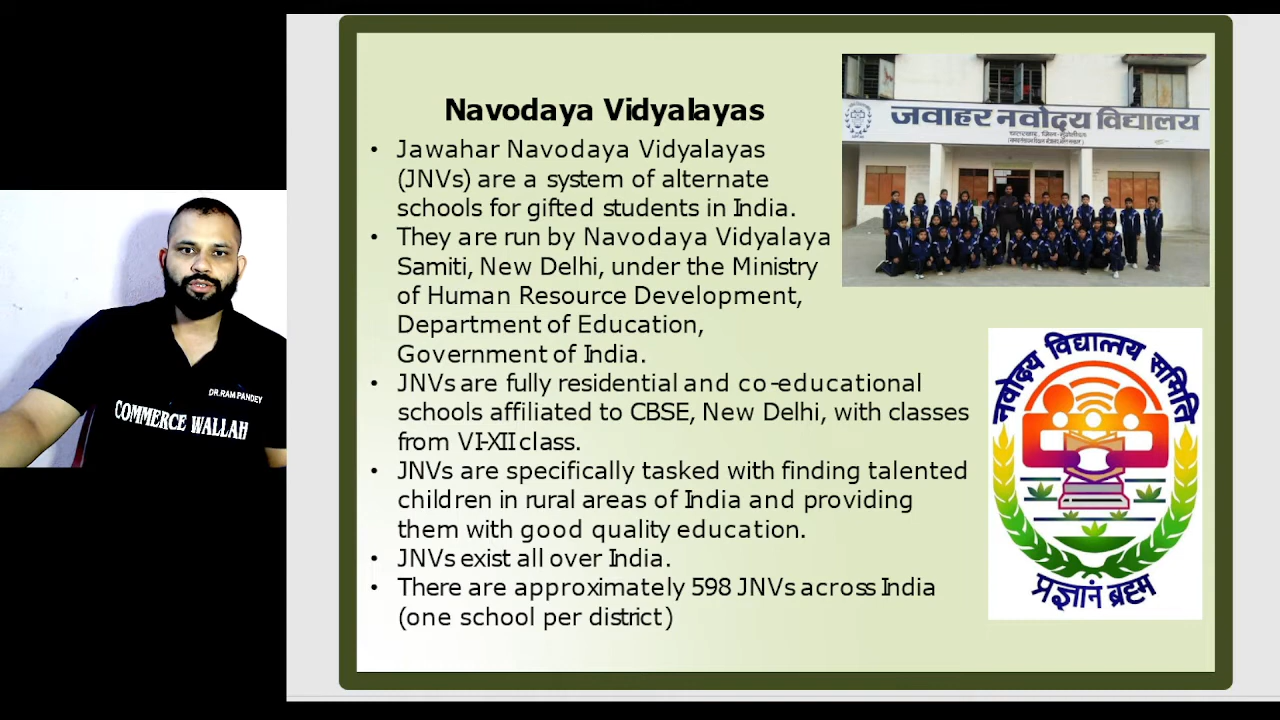 Navodaya Vidyalayas
• Jawahar Navodaya Vidyalayas
(JNVs) are a system of alternate
schools for gifted students in India.
• They are run by Navodaya Vidyalaya
Samiti, New Delhi, under the Ministry
of Human Resource Development,
Department of Education,
Government of India.
• JNVs are fully residential and co-educational
schools affiliated to CBSE, New Delhi, with classes
from VI-XII class.
• JNVs are specifically tasked with finding talented
children in rural areas of India and providing
them with good quality education.
• JNVs exist all over India.
• There are approximately 598 JNVs across India
(one school per district)
जवाहर नवोदय विद्यालय
नवोदय विद्यालय समिति
प्रज्ञानं ब्रह्म
DR.RAM PANDEY
COMMERCE WALLAH